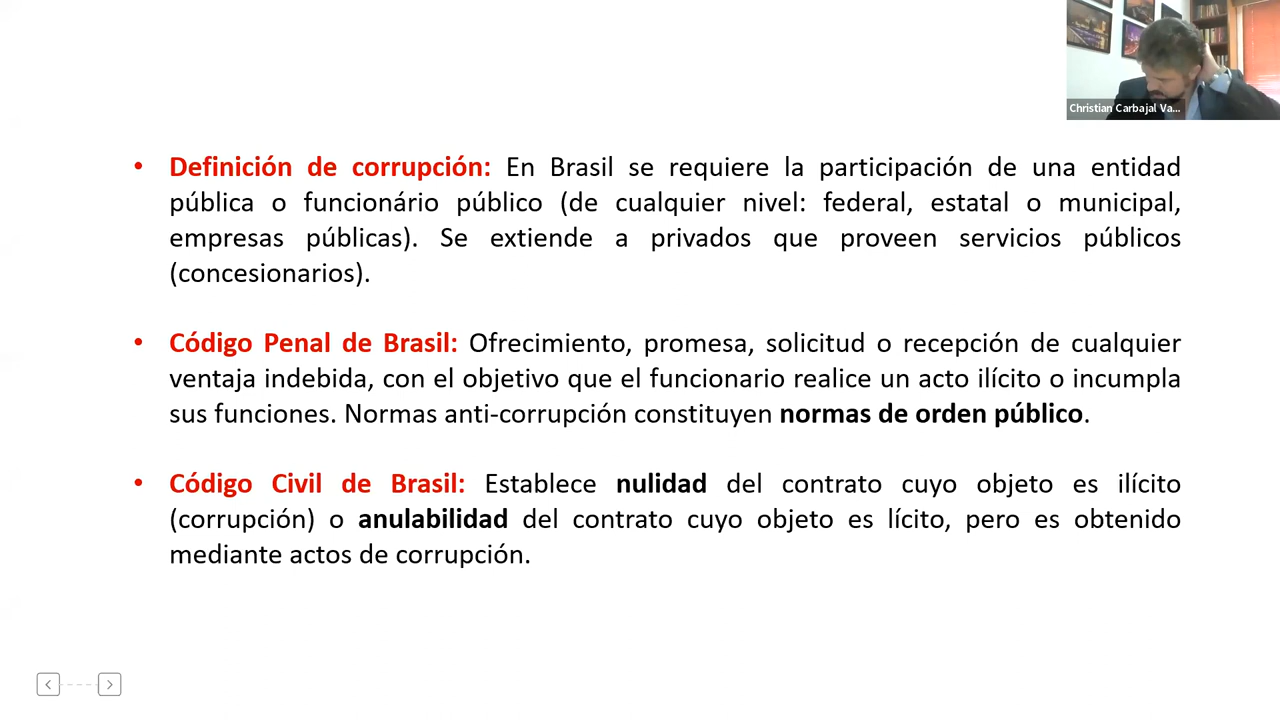 Christian Carbajal Va...
• Definición de corrupción: En Brasil se requiere la participación de una entidad
pública o funcionário público (de cualquier nivel: federal, estatal o municipal,
empresas públicas). Se extiende a privados que proveen servicios públicos
(concesionarios).
• Código Penal de Brasil: Ofrecimiento, promesa, solicitud o recepción de cualquier
ventaja indebida, con el objetivo que el funcionario realice un acto ilícito o incumpla
sus funciones. Normas anti-corrupción constituyen normas de orden público.
• Código Civil de Brasil: Establece nulidad del contrato cuyo objeto es ilícito
(corrupción) o anulabilidad del contrato cuyo objeto es lícito, pero es obtenido
mediante actos de corrupción.